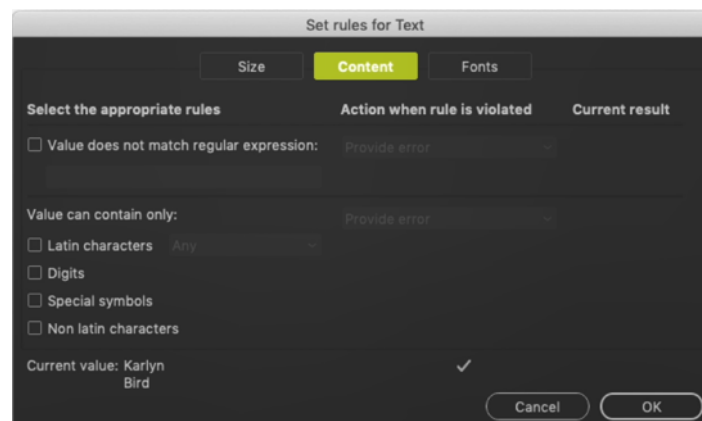 Set rules for Text
Size Content Fonts
Select the appropriate rules Action when rule is violated Current result
Value does not match regular expression: Provide error
Value can contain only: Provide error
Latin characters Any
Digits
Special symbols
Non latin characters
Current value: Karlyn
Bird
Cancel OK